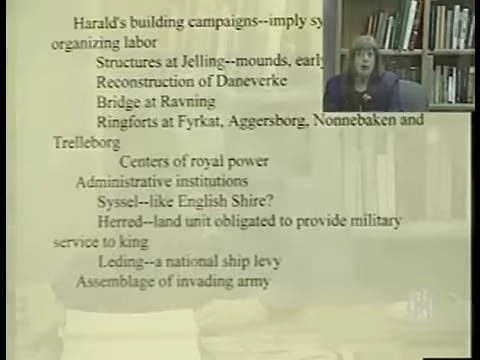 Harald's building campaigns--imply
organizing labor
Structures at Jelling--mounds,
Reconstruction of Daneverke
Bridge at Ravning
Ringforts at Fyrkat, Aggersborg, Nonnebaken and
Trelleborg
Centers of royal power
Administrative institutions
Syssel--like English Shire?
Herred--land unit obligated to provide military
service to king
Leding--a national ship levy
Assemblage of invading army